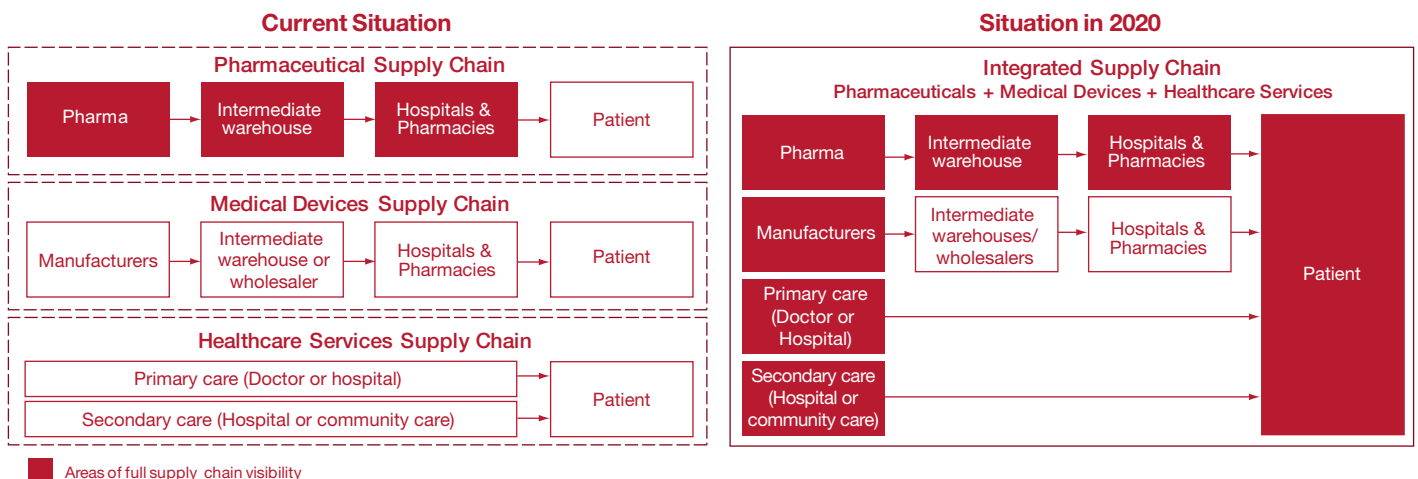 Current Situation
Pharmaceutical Supply Chain
Pharma
Intermediate
warehouse
Hospitals &
Pharmacies
Patient
Medical Devices Supply Chain
Manufacturers
Intermediate
warehouse or
wholesaler
Hospitals &
Pharmacies
Patient
Healthcare Services Supply Chain
Primary care (Doctor or hospital)
Secondary care (Hospital or community care)
Patient
Areas of full supply chain visibility
Situation in 2020
Integrated Supply Chain
Pharmaceuticals + Medical Devices + Healthcare Services
Pharma
Intermediate
warehouse
Hospitals &
Pharmacies
Manufacturers
Intermediate
warehouses/
wholesalers
Hospitals &
Pharmacies
Primary care
(Doctor or
Hospital)
Secondary care
(Hospital or
community care)
Patient